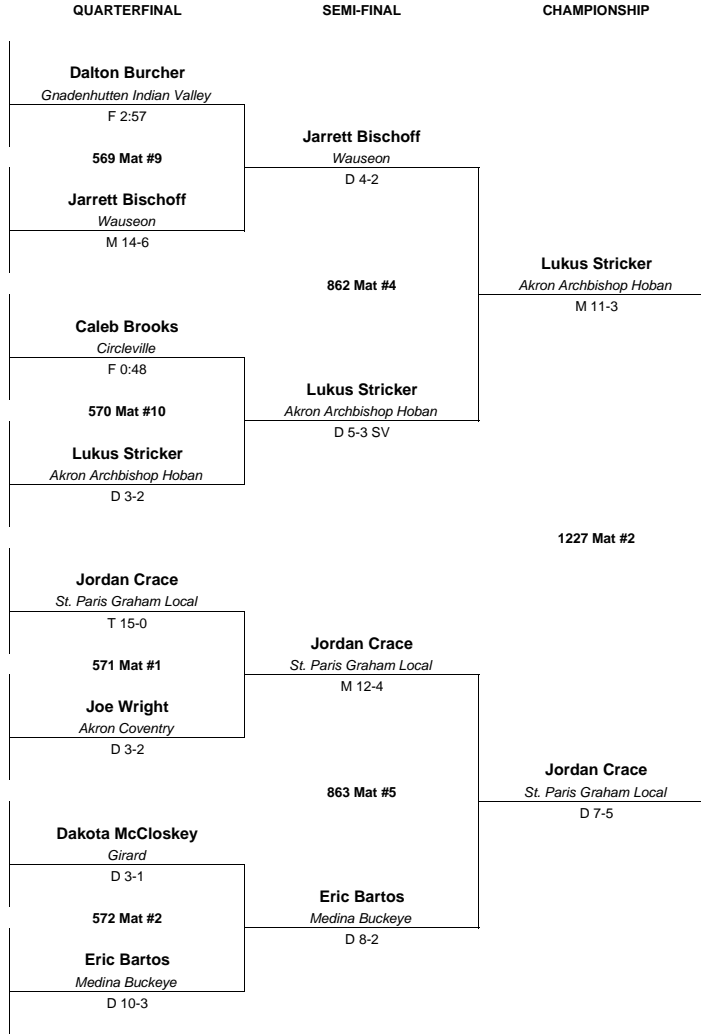 QUARTERFINAL
SEMI-FINAL
CHAMPIONSHIP
Dalton Burcher
Gnadenhutten Indian Valley
F 2:57
569 Mat #9
Jarrett Bischoff
Wauseon
M 14-6
Caleb Brooks
Circleville
F 0:48
570 Mat #10
Lukus Stricker
Akron Archbishop Hoban
D 3-2
Jordan Crace
St. Paris Graham Local
T 15-0
571 Mat #1
Joe Wright
Akron Coventry
D 3-2
Dakota McCloskey
Girard
D 3-1
572 Mat #2
Eric Bartos
Medina Buckeye
D 10-3
Jarrett Bischoff
Wauseon
D 4-2
862 Mat #4
Lukus Stricker
Akron Archbishop Hoban
D 5-3 SV
Jordan Crace
St. Paris Graham Local
M 12-4
863 Mat #5
Eric Bartos
Medina Buckeye
D 8-2
Lukus Stricker
Akron Archbishop Hoban
M 11-3
1227 Mat #2
Jordan Crace
St. Paris Graham Local
D 7-5